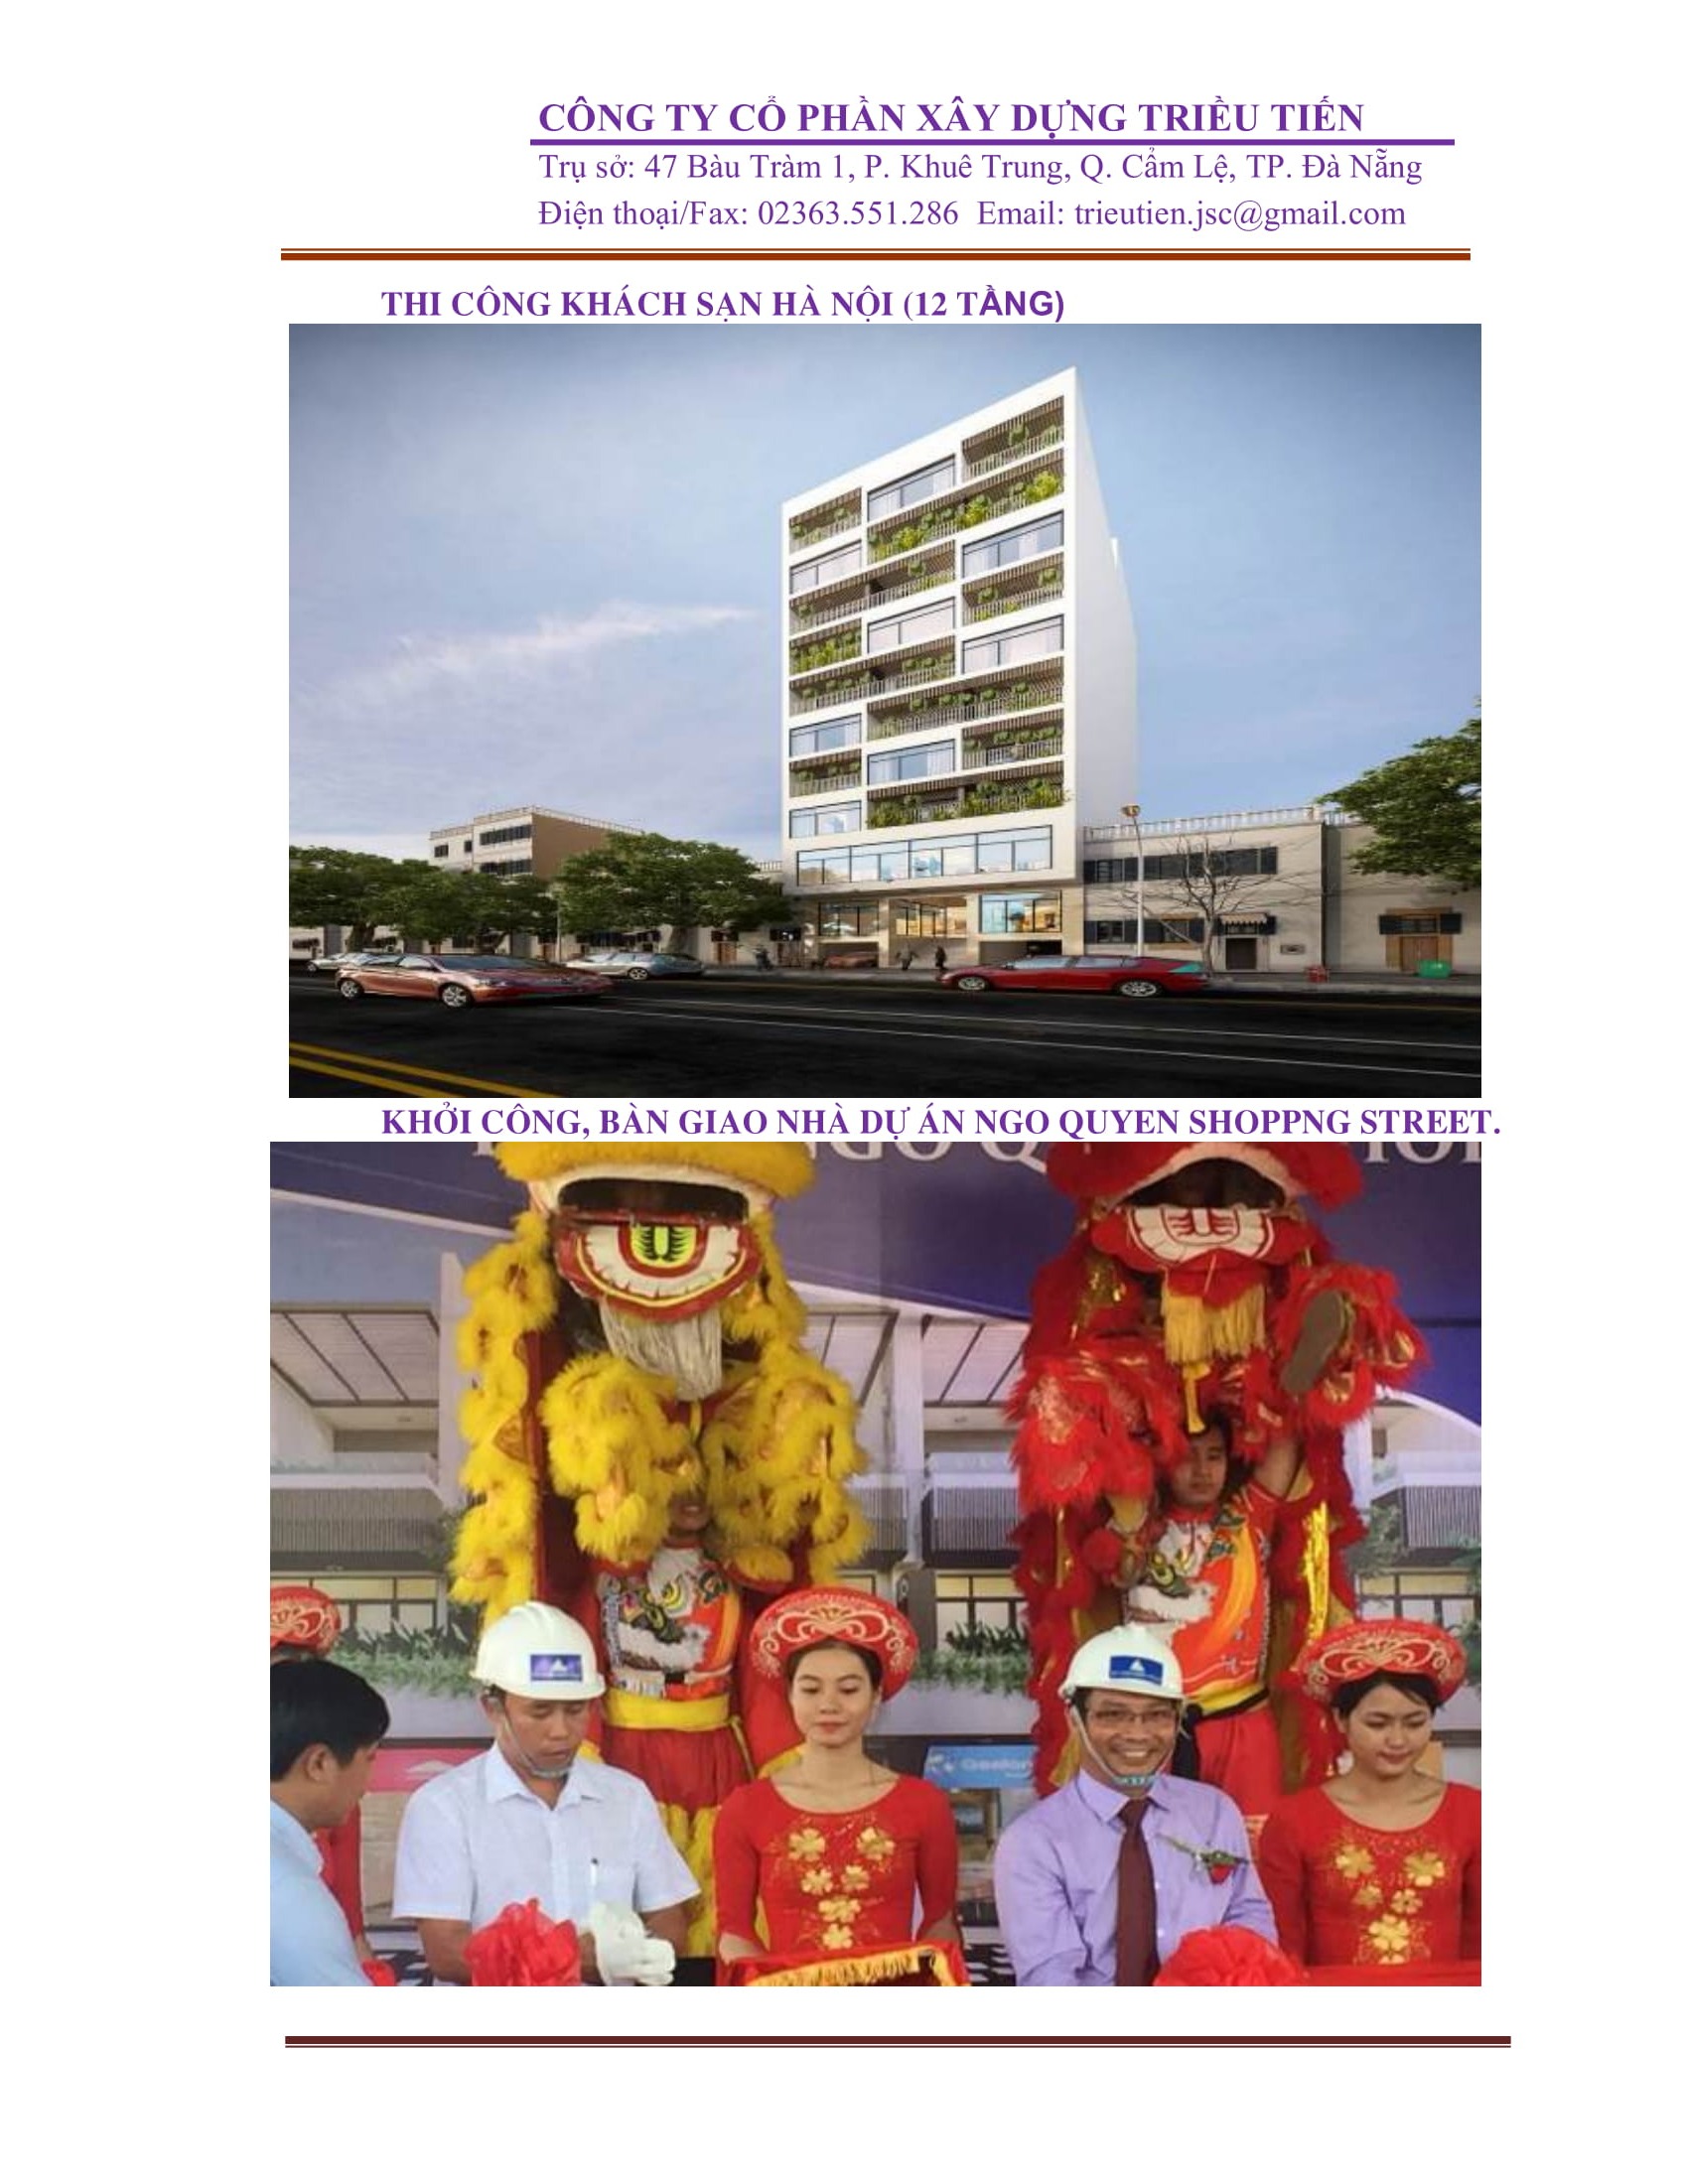 CÔNG TY CỔ PHẦN XÂY DỰNG TRIỀU TIẾN
Trụ sở: 47 Bàu Tràm 1, P. Khuê Trung, Q. Cẩm Lệ, TP. Đà Nẵng
Điện thoại/Fax: 02363.551.286 Email: trieutien.jsc@gmail.com
THI CÔNG KHÁCH SẠN HÀ NỘI (12 TẦNG)
KHỞI CÔNG, BÀN GIAO NHÀ DỰ ÁN NGO QUYEN SHOPPNG STREET.
NGO Q